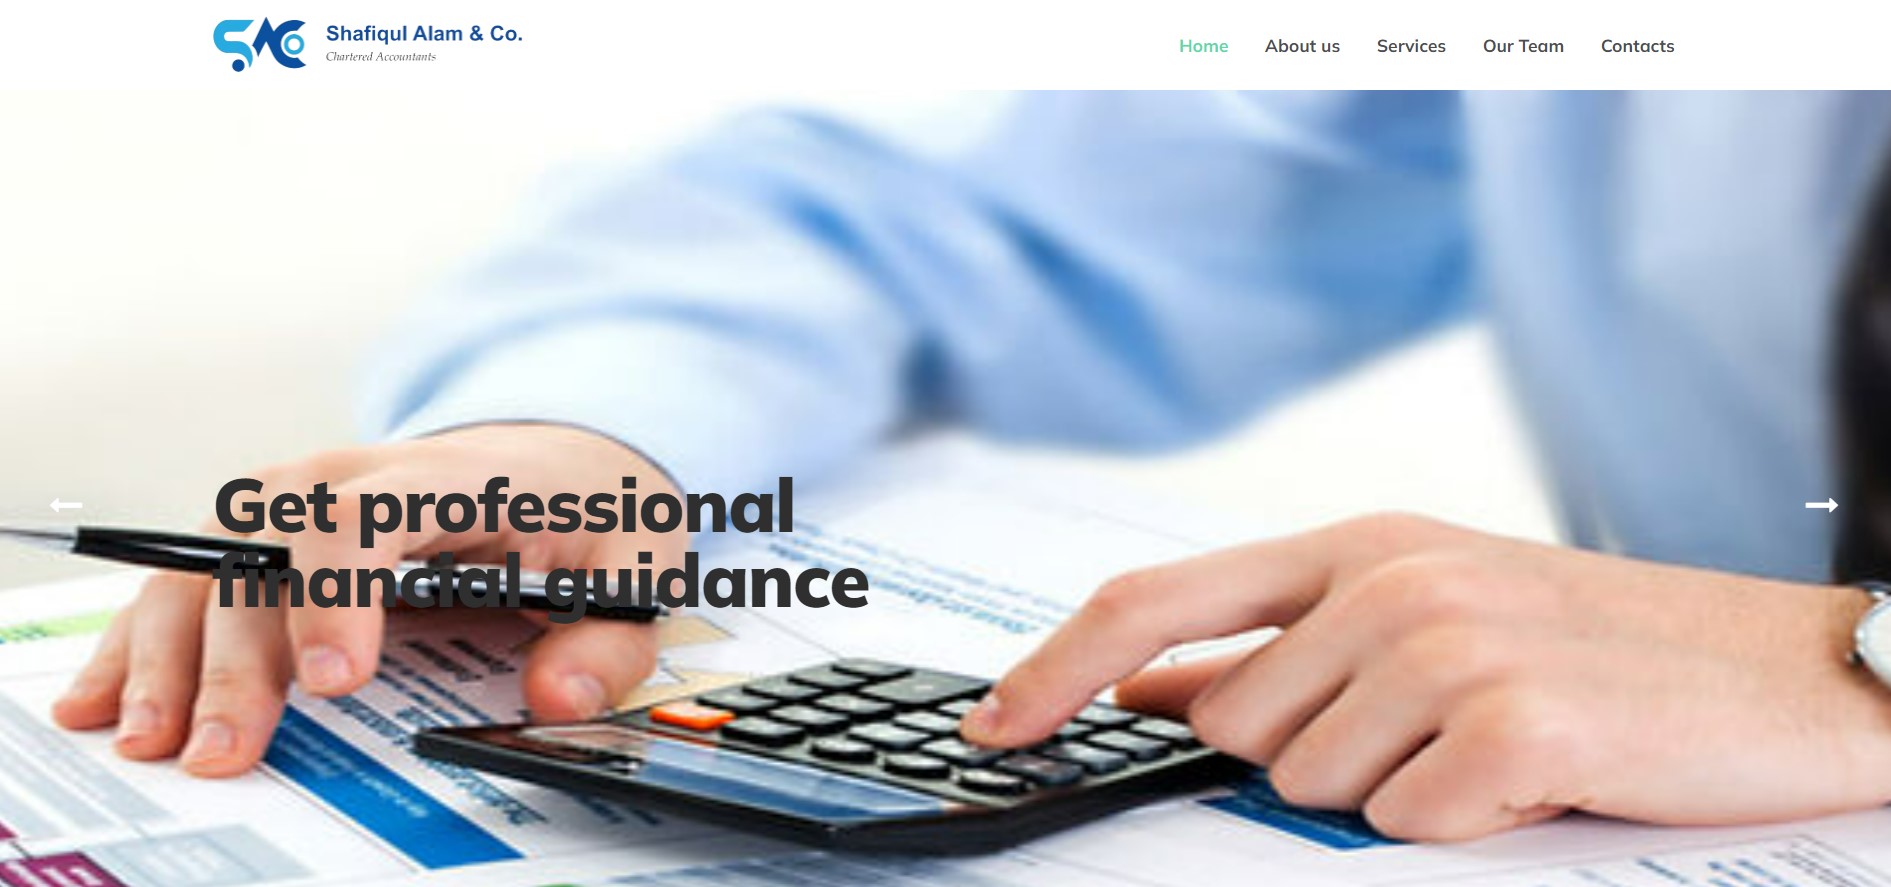 Shafiqul Alam & Co.
Chartered Accountants
Home About us Services Our Team Contacts
Get professional
financial guidance